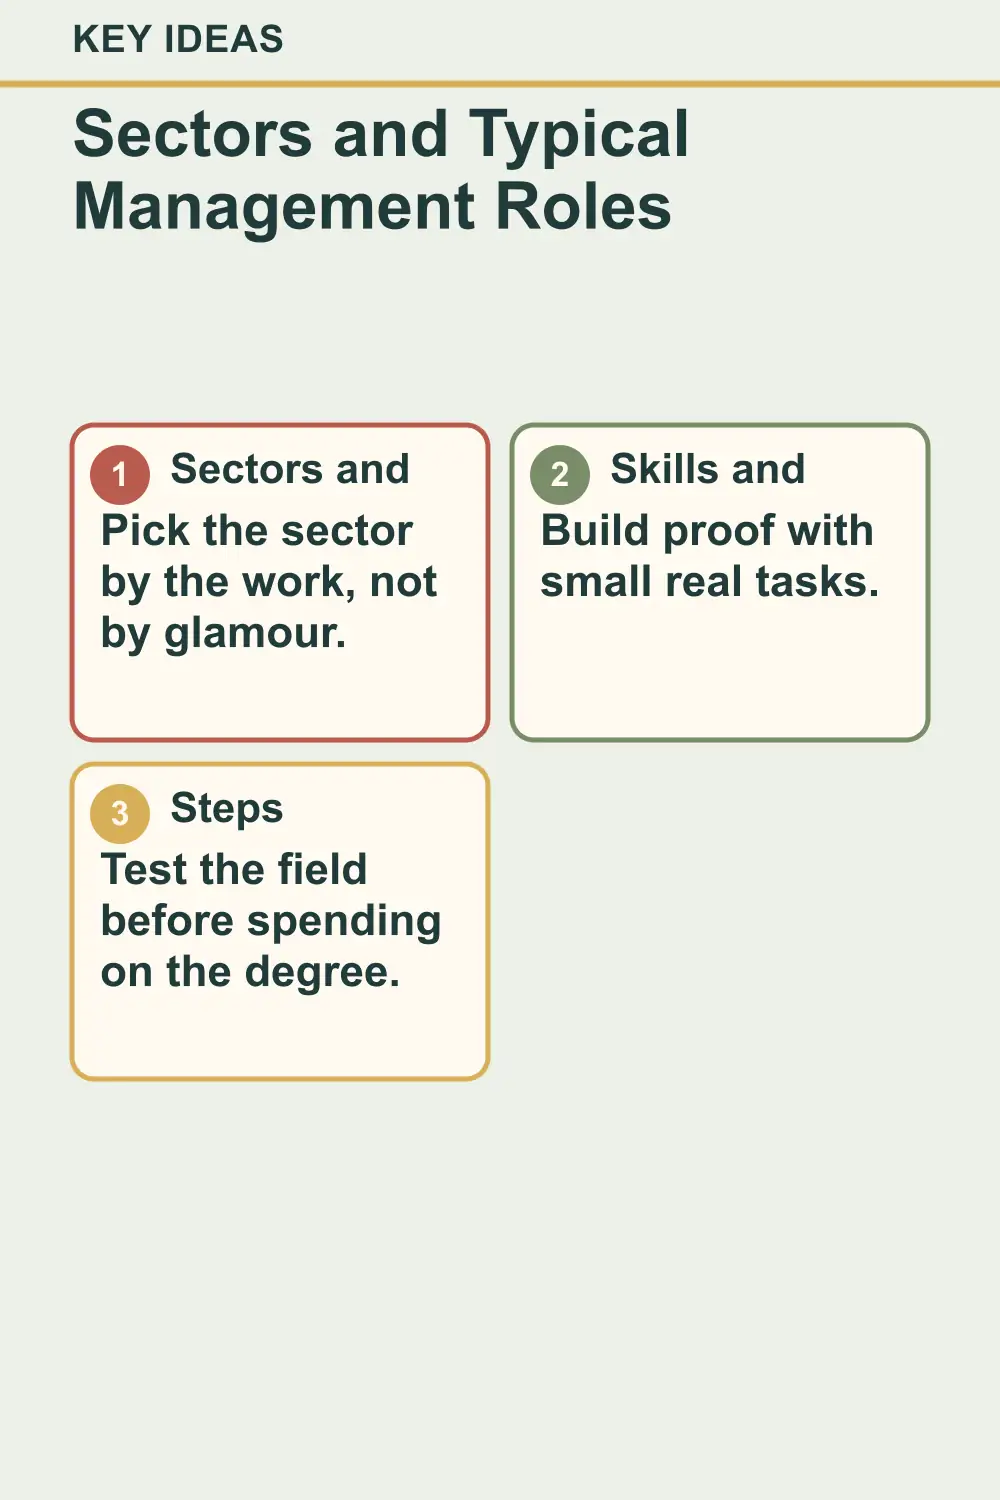 KEY IDEAS
Sectors and Typical
Management Roles
1 Sectors and
Pick the sector
by the work, not
by glamour.
2 Skills and
Build proof with
small real tasks.
3 Steps
Test the field
before spending
on the degree.